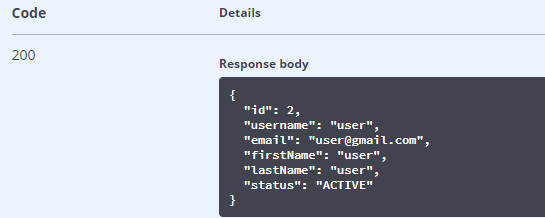 Code Details
200
Response body
{
"id": 2,
"username": "user",
"email": "user@gmail.com",
"firstName": "user",
"lastName": "user",
"status": "ACTIVE"
}